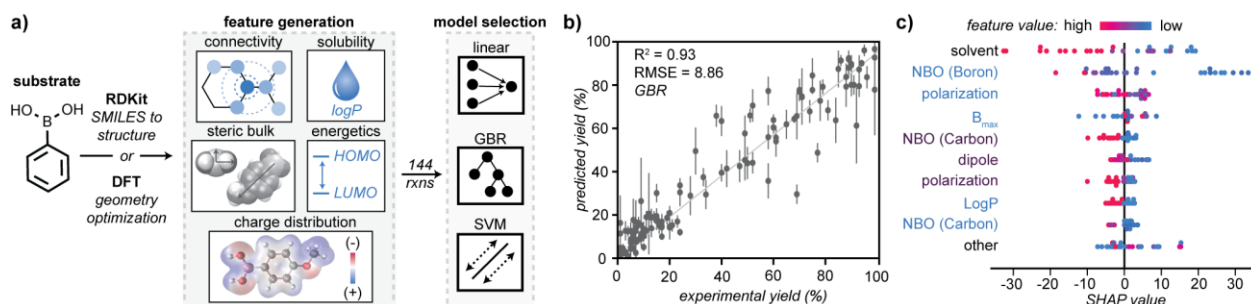 a)
substrate
HO
OH
B
RDKit
SMILES to
structure
or
DFT
geometry
optimization
feature generation
connectivity
solubility
logP
steric bulk
energetics
HOMO
LUMO
charge distribution
(-)
(+)
144
rxns
model selection
linear
GBR
SVM
b)
R² = 0.93
RMSE = 8.86
GBR
predicted yield (%)
100
80
60
40
20
0
0
20
40
60
80
100
experimental yield (%)
c)
feature value: high
low
solvent
NBO (Boron)
polarization
Bmax
NBO (Carbon)
dipole
polarization
LogP
NBO (Carbon)
other
-30
-20
-10
0
10
20
30
SHAP value